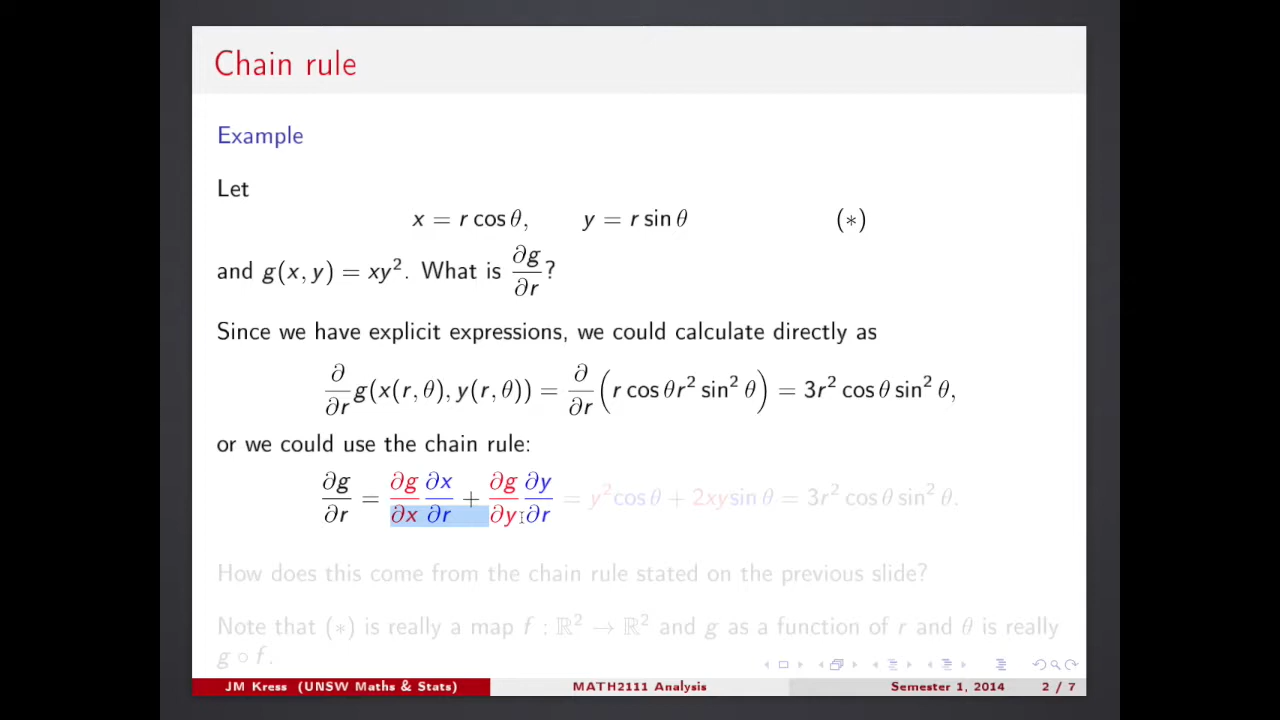 Chain rule
Example
Let
x = r cos θ, y = r sin θ (∗)
and g(x, y) = xy². What is ∂g/∂r?
Since we have explicit expressions, we could calculate directly as
∂/∂r g(x(r, θ), y(r, θ)) = ∂/∂r (r cos θr² sin² θ) = 3r² cos θ sin² θ,
or we could use the chain rule:
∂g/∂r = ∂g/∂x ∂x/∂r + ∂g/∂y ∂y/∂r = y² cos θ + 2xy sin θ = 3r² cos θ sin² θ.
How does this come from the chain rule stated on the previous slide?
Note that (∗) is really a map f : ℝ² → ℝ² and g as a function of r and θ is really
g ∘ f.
JM Kress (UNSW Maths & Stats) MATH2111 Analysis Semester 1, 2014 2 / 7